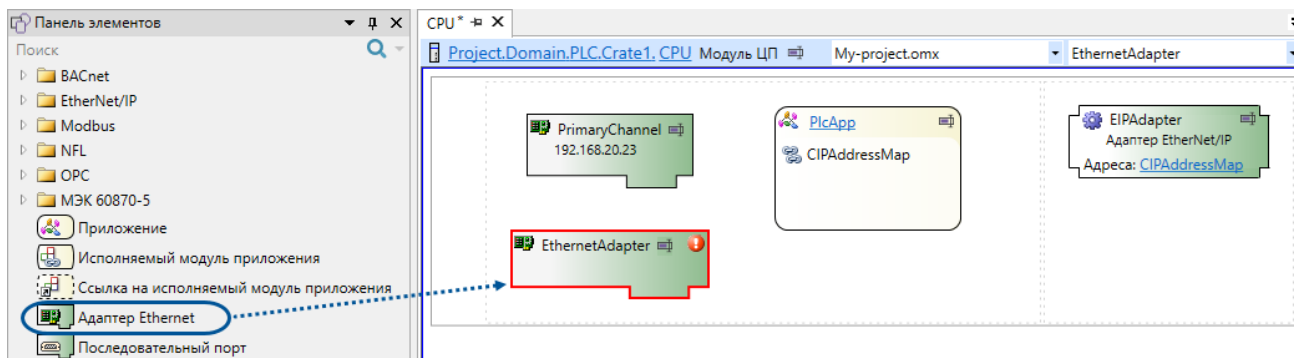 Панель элементов
Поиск
BACnet
EtherNet/IP
Modbus
NFL
OPC
МЭК 60870-5
Приложение
Исполняемый модуль приложения
Ссылка на исполняемый модуль приложения
Адаптер Ethernet
Последовательный порт
CPU*
Project.Domain.PLC.Crate1. CPU Модуль ЦП My-project.omx EthernetAdapter
PrimaryChannel
192.168.20.23
PlcApp
CIPAddressMap
EIPAdapter
Адаптер EtherNet/IP
Адреса: CIPAddressMap
EthernetAdapter